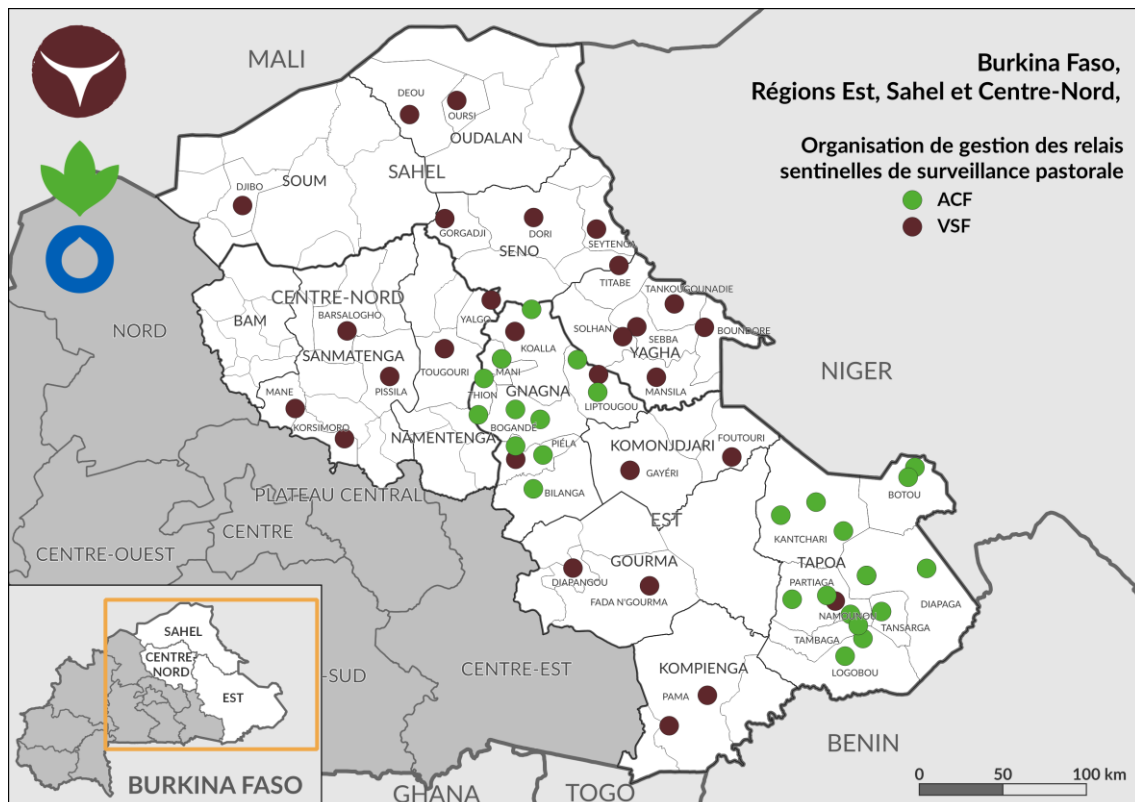 Burkina Faso,
Régions Est, Sahel et Centre-Nord,
Organisation de gestion des relais
sentinelles de surveillance pastorale
ACF
VSF
MALI
DEOU
OURSI
OUDALAN
SAHEL
SOUM
DJIBO
GORGADJI
DORI
SEYTENGA
SENO
TITABE
TANKOUGOUNADIE
CENTRE-NORD
BARSALOGHO
YALGO
BAM
NORD
SOLHAN
SEBBA
BOUNDORE
YAGHA
KOALLA
SANMATENGA
TOUGOURI
MANI
NIGER
PISSILA
MANE
THION
GNAGNA
LIPTOUGOU
MANSILA
KORSIMORO
NAMENTENGA
BOGANDE
PIÉLA
KOMONDJARI
FOUTOURI
GAYÉRI
PLATEAU CENTRAL
BILANGA
BOTOU
CENTRE
EST
KANTCHARI
CENTRE-OUEST
GOURMA
TAPOA
DIAPANGOU
FADA N'GOURMA
PARTIAGA
DIAPAGA
NAMOUNOU
TANSARGA
TAMBAGA
LOGOBOU
CENTRE-EST
-SUD
KOMPIENGA
PAMA
BENIN
GHANA
TOGO
SAHEL
CENTRE-
NORD
EST
BURKINA FASO
0 50 100 km